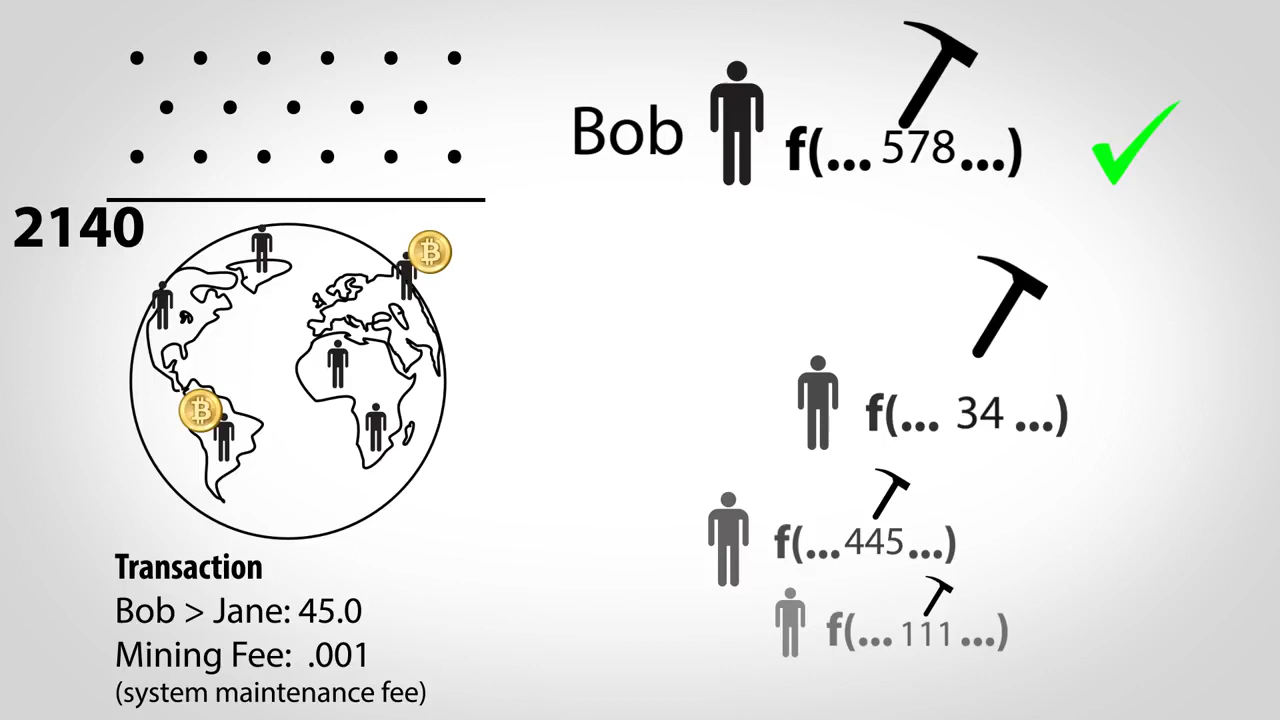 2140
Bob
f(... 578 ...)
f(... 34 ...)
f(... 445 ...)
f(... 111 ...)
Transaction
Bob > Jane: 45.0
Mining Fee: .001
(system maintenance fee)